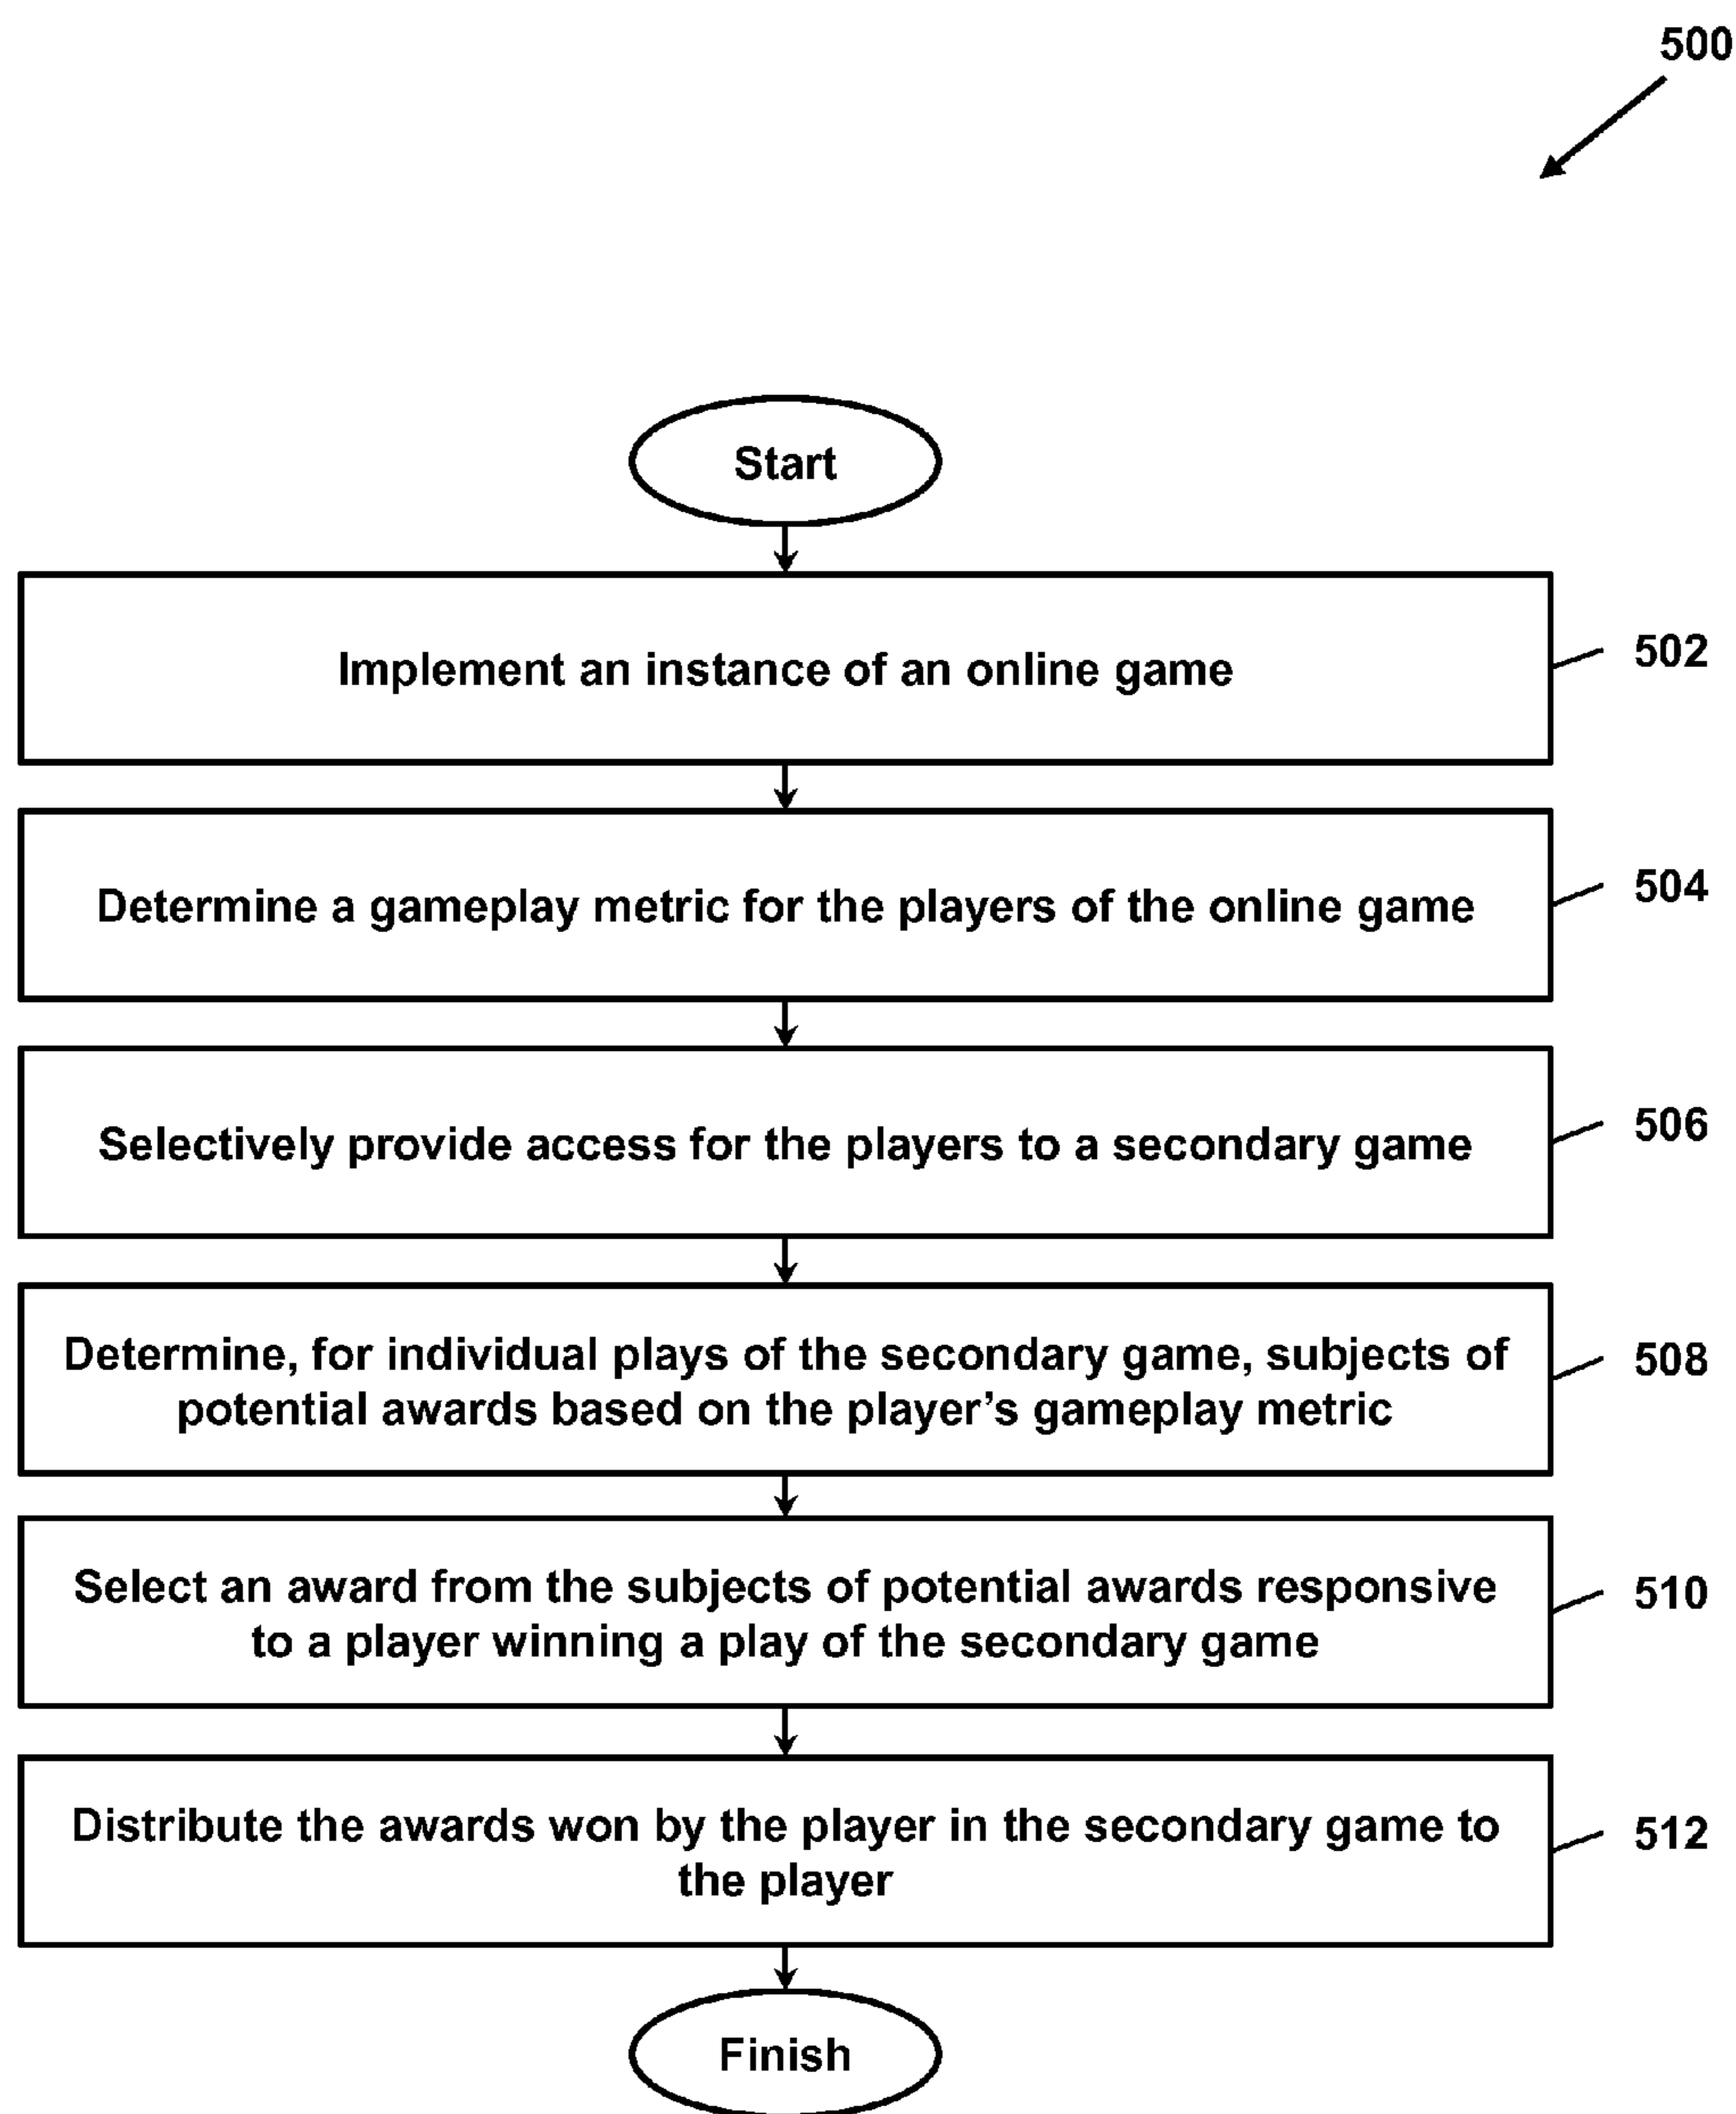 500
Start
Implement an instance of an online game
502
Determine a gameplay metric for the players of the online game
504
Selectively provide access for the players to a secondary game
506
Determine, for individual plays of the secondary game, subjects of
potential awards based on the player’s gameplay metric
508
Select an award from the subjects of potential awards responsive
to a player winning a play of the secondary game
510
Distribute the awards won by the player in the secondary game to
the player
512
Finish